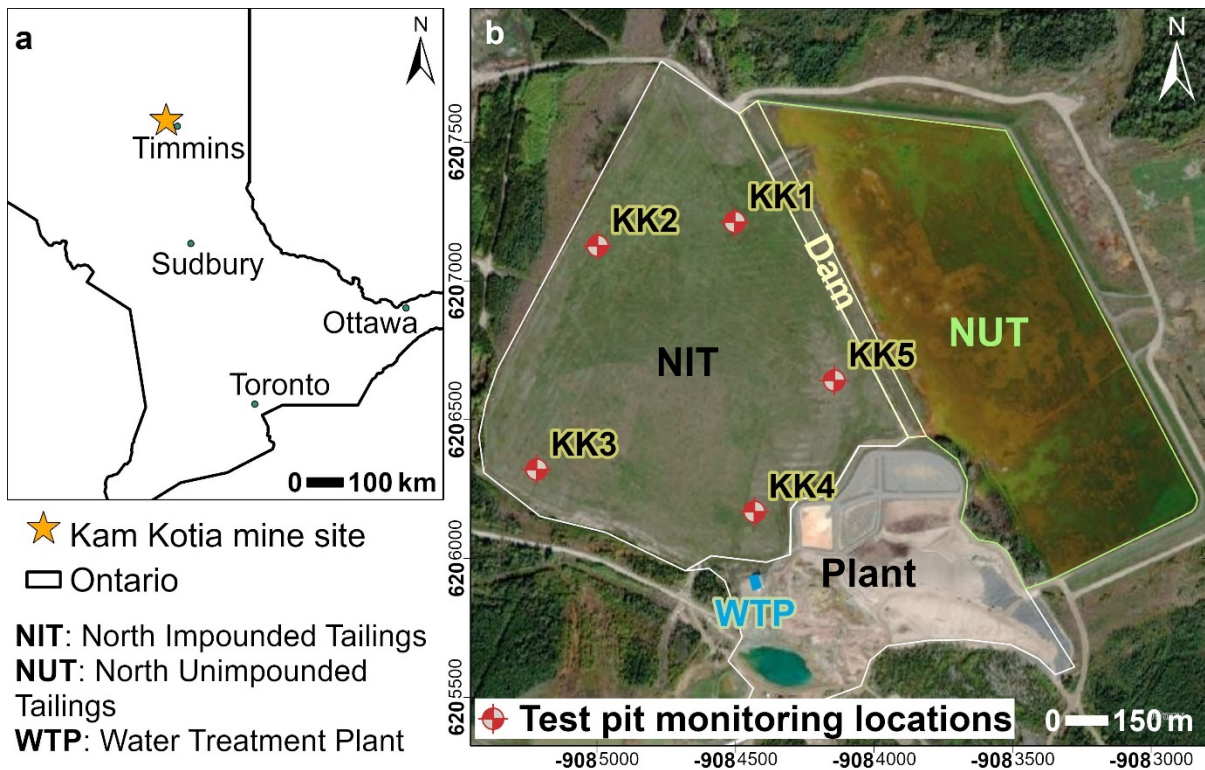 a
N
Timmins
Sudbury
Ottawa
Toronto
0 100 km
Kam Kotia mine site
Ontario
NIT: North Impounded Tailings
NUT: North Unimpounded
Tailings
WTP: Water Treatment Plant
b
N
6207500
6207000
6206500
6206000
6205500
KK1
KK2
Dam
NUT
NIT
KK5
KK3
KK4
Plant
WTP
Test pit monitoring locations
0 150 m
-9085000
-9084500
-9084000
-9083500
-9083000